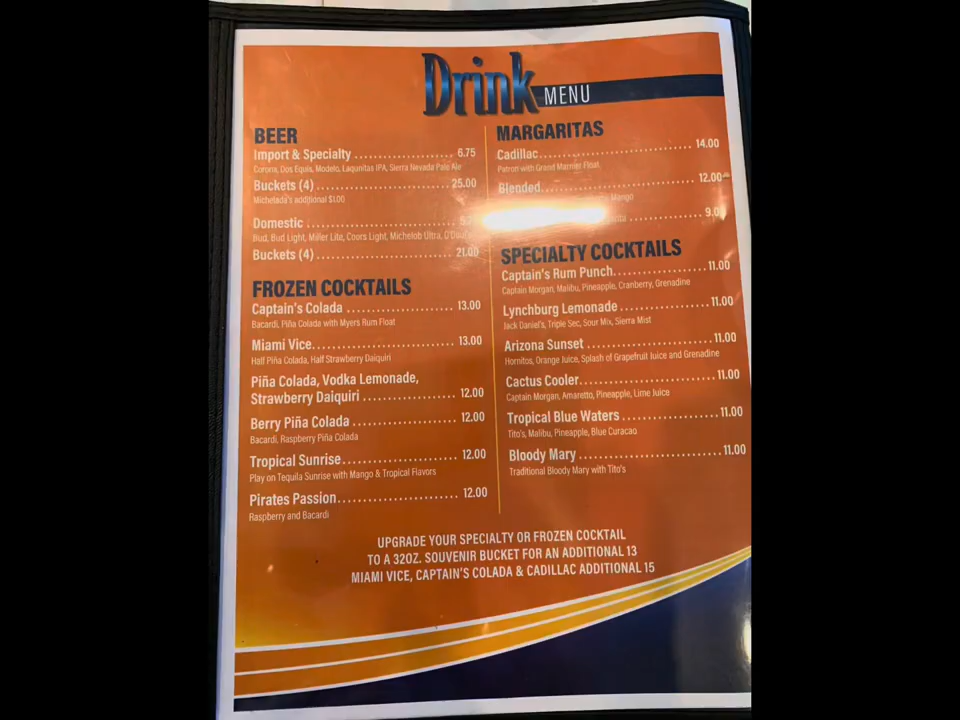 Drink MENU
BEER
Import & Specialty .................... 6.75
Corona, Dos Equis, Modelo, Laqunitas IPA, Sierra Nevada Pale Ale
Buckets (4) ........................... 25.00
Michelada's additional $1.00
Domestic ..............................
Bud, Bud Light, Miller Lite, Coors Light, Michelob Ultra,
Buckets (4) ........................... 21.00
FROZEN COCKTAILS
Captain's Colada ...................... 13.00
Bacardi, Piña Colada with Myers Rum Float
Miami Vice............................. 13.00
Half Piña Colada, Half Strawberry Daiquiri
Piña Colada, Vodka Lemonade,
Strawberry Daiquiri ................... 12.00
Berry Piña Colada ..................... 12.00
Bacardi, Raspberry Piña Colada
Tropical Sunrise....................... 12.00
Play on Tequila Sunrise with Mango & Tropical Flavors
Pirates Passion........................ 12.00
Raspberry and Bacardi
MARGARITAS
Cadillac............................... 14.00
Patron with Grand Marnier Float
Blended................................ 12.00
Mango
................... 9.00
SPECIALTY COCKTAILS
Captain's Rum Punch.................... 11.00
Captain Morgan, Malibu, Pineapple, Cranberry, Grenadine
Lynchburg Lemonade .................... 11.00
Jack Daniel's, Triple Sec, Sour Mix, Sierra Mist
Arizona Sunset ........................ 11.00
Hornitos, Orange Juice, Splash of Grapefruit Juice and Grenadine
Cactus Cooler.......................... 11.00
Captain Morgan, Amaretto, Pineapple, Lime Juice
Tropical Blue Waters .................. 11.00
Tito's, Malibu, Pineapple, Blue Curacao
Bloody Mary ........................... 11.00
Traditional Bloody Mary with Tito's
UPGRADE YOUR SPECIALTY OR FROZEN COCKTAIL
TO A 32OZ. SOUVENIR BUCKET FOR AN ADDITIONAL 13
MIAMI VICE, CAPTAIN'S COLADA & CADILLAC ADDITIONAL 15